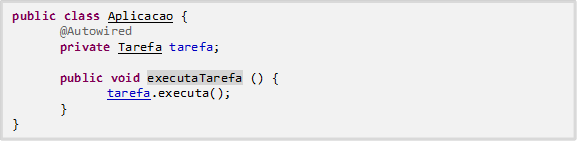 public class Aplicacao {
@Autowired
private Tarefa tarefa;
public void executaTarefa () {
tarefa.executa();
}
}